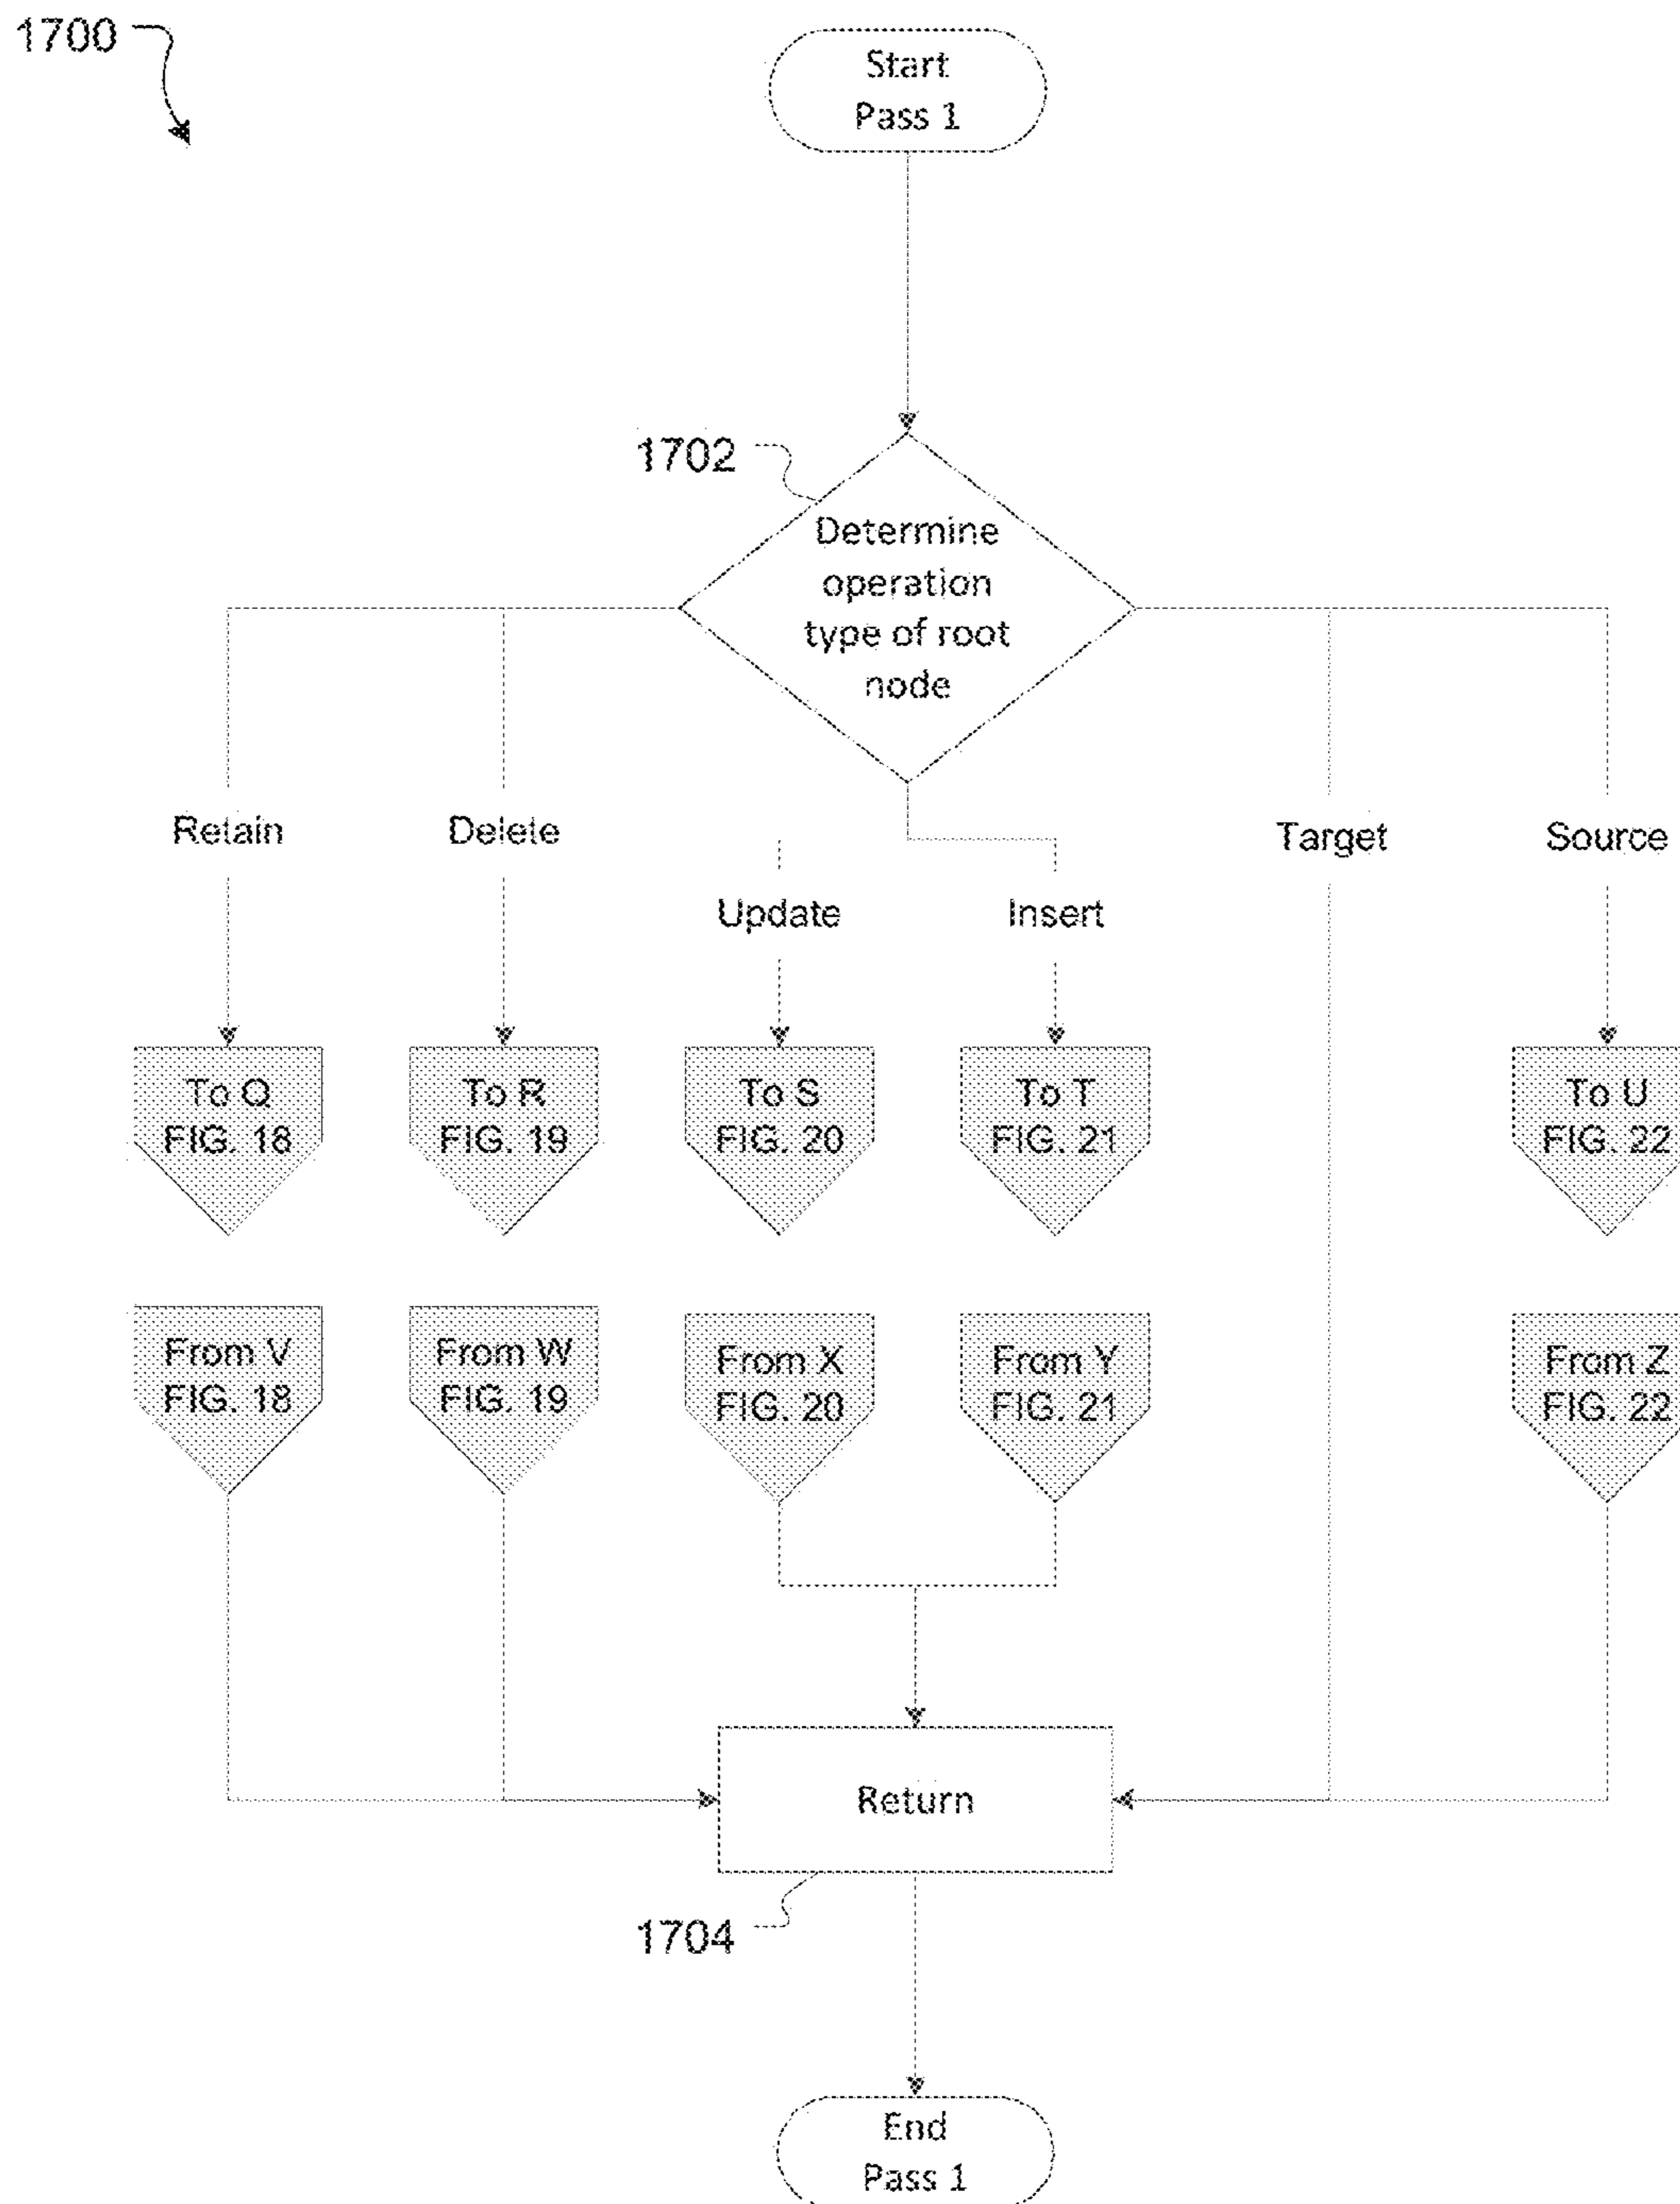 1700
Start
Pass 1
1702
Determine
operation
type of root
node
Retain
Delete
Target
Source
Update
Insert
To Q
FIG. 18
To R
FIG. 19
To S
FIG. 20
To T
FIG. 21
To U
FIG. 22
From V
FIG. 18
From W
FIG. 19
From X
FIG. 20
From Y
FIG. 21
From Z
FIG. 22
Return
1704
End
Pass 1